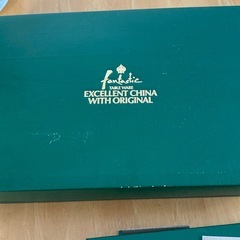 fantastic
TABLE WARE
EXCELLENT CHINA
WITH ORIGINAL